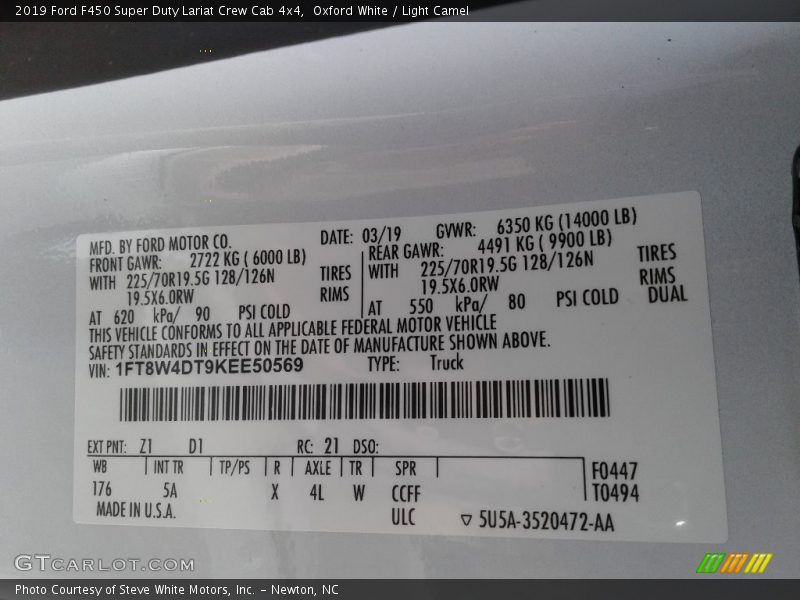 2019 Ford F450 Super Duty Lariat Crew Cab 4x4,  Oxford White / Light Camel
MFD. BY FORD MOTOR CO. DATE: 03/19 GVWR: 6350 KG (14000 LB)
FRONT GAWR: 2722 KG ( 6000 LB) REAR GAWR: 4491 KG ( 9900 LB)
WITH 225/70R19.5G 128/126N TIRES WITH 225/70R19.5G 128/126N TIRES
19.5X6.0RW RIMS 19.5X6.0RW RIMS
AT 620 kPa/ 90 PSI COLD AT 550 kPa/ 80 PSI COLD DUAL
THIS VEHICLE CONFORMS TO ALL APPLICABLE FEDERAL MOTOR VEHICLE
SAFETY STANDARDS IN EFFECT ON THE DATE OF MANUFACTURE SHOWN ABOVE.
VIN: 1FT8W4DT9KEE50569 TYPE: Truck
EXT PNT: Z1 D1 RC: 21 DSO:
WB INT TR TP/PS R AXLE TR SPR F0447
176 5A X 4L W CCFF T0494
MADE IN U.S.A. ULC ▽ 5U5A-3520472-AA
GTCARLOT.COM
Photo Courtesy of Steve White Motors, Inc. – Newton, NC